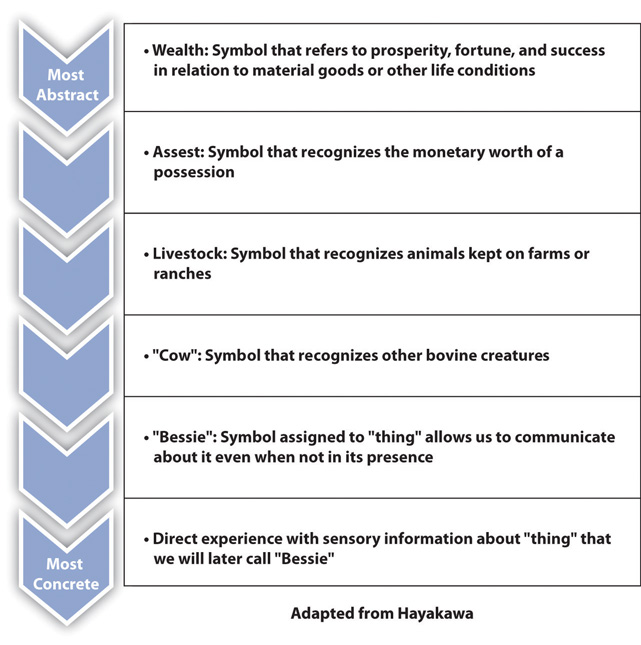 Most
Abstract
• Wealth: Symbol that refers to prosperity, fortune, and success
in relation to material goods or other life conditions
• Assest: Symbol that recognizes the monetary worth of a
possession
• Livestock: Symbol that recognizes animals kept on farms or
ranches
• "Cow": Symbol that recognizes other bovine creatures
• "Bessie": Symbol assigned to "thing" allows us to communicate
about it even when not in its presence
Most
Concrete
• Direct experience with sensory information about "thing" that
we will later call "Bessie"
Adapted from Hayakawa